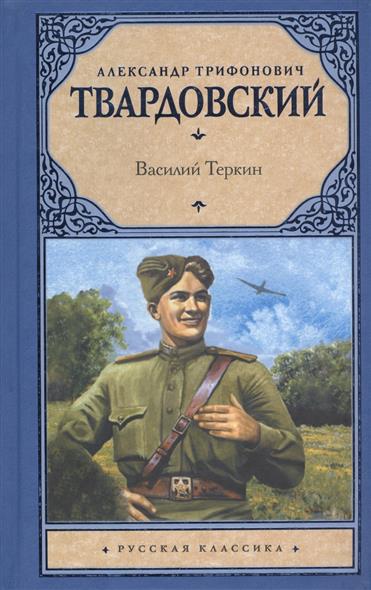 АЛЕКСАНДР ТРИФОНОВИЧ
ТВАРДОВСКИЙ
Василий Теркин
РУССКАЯ КЛАССИКА